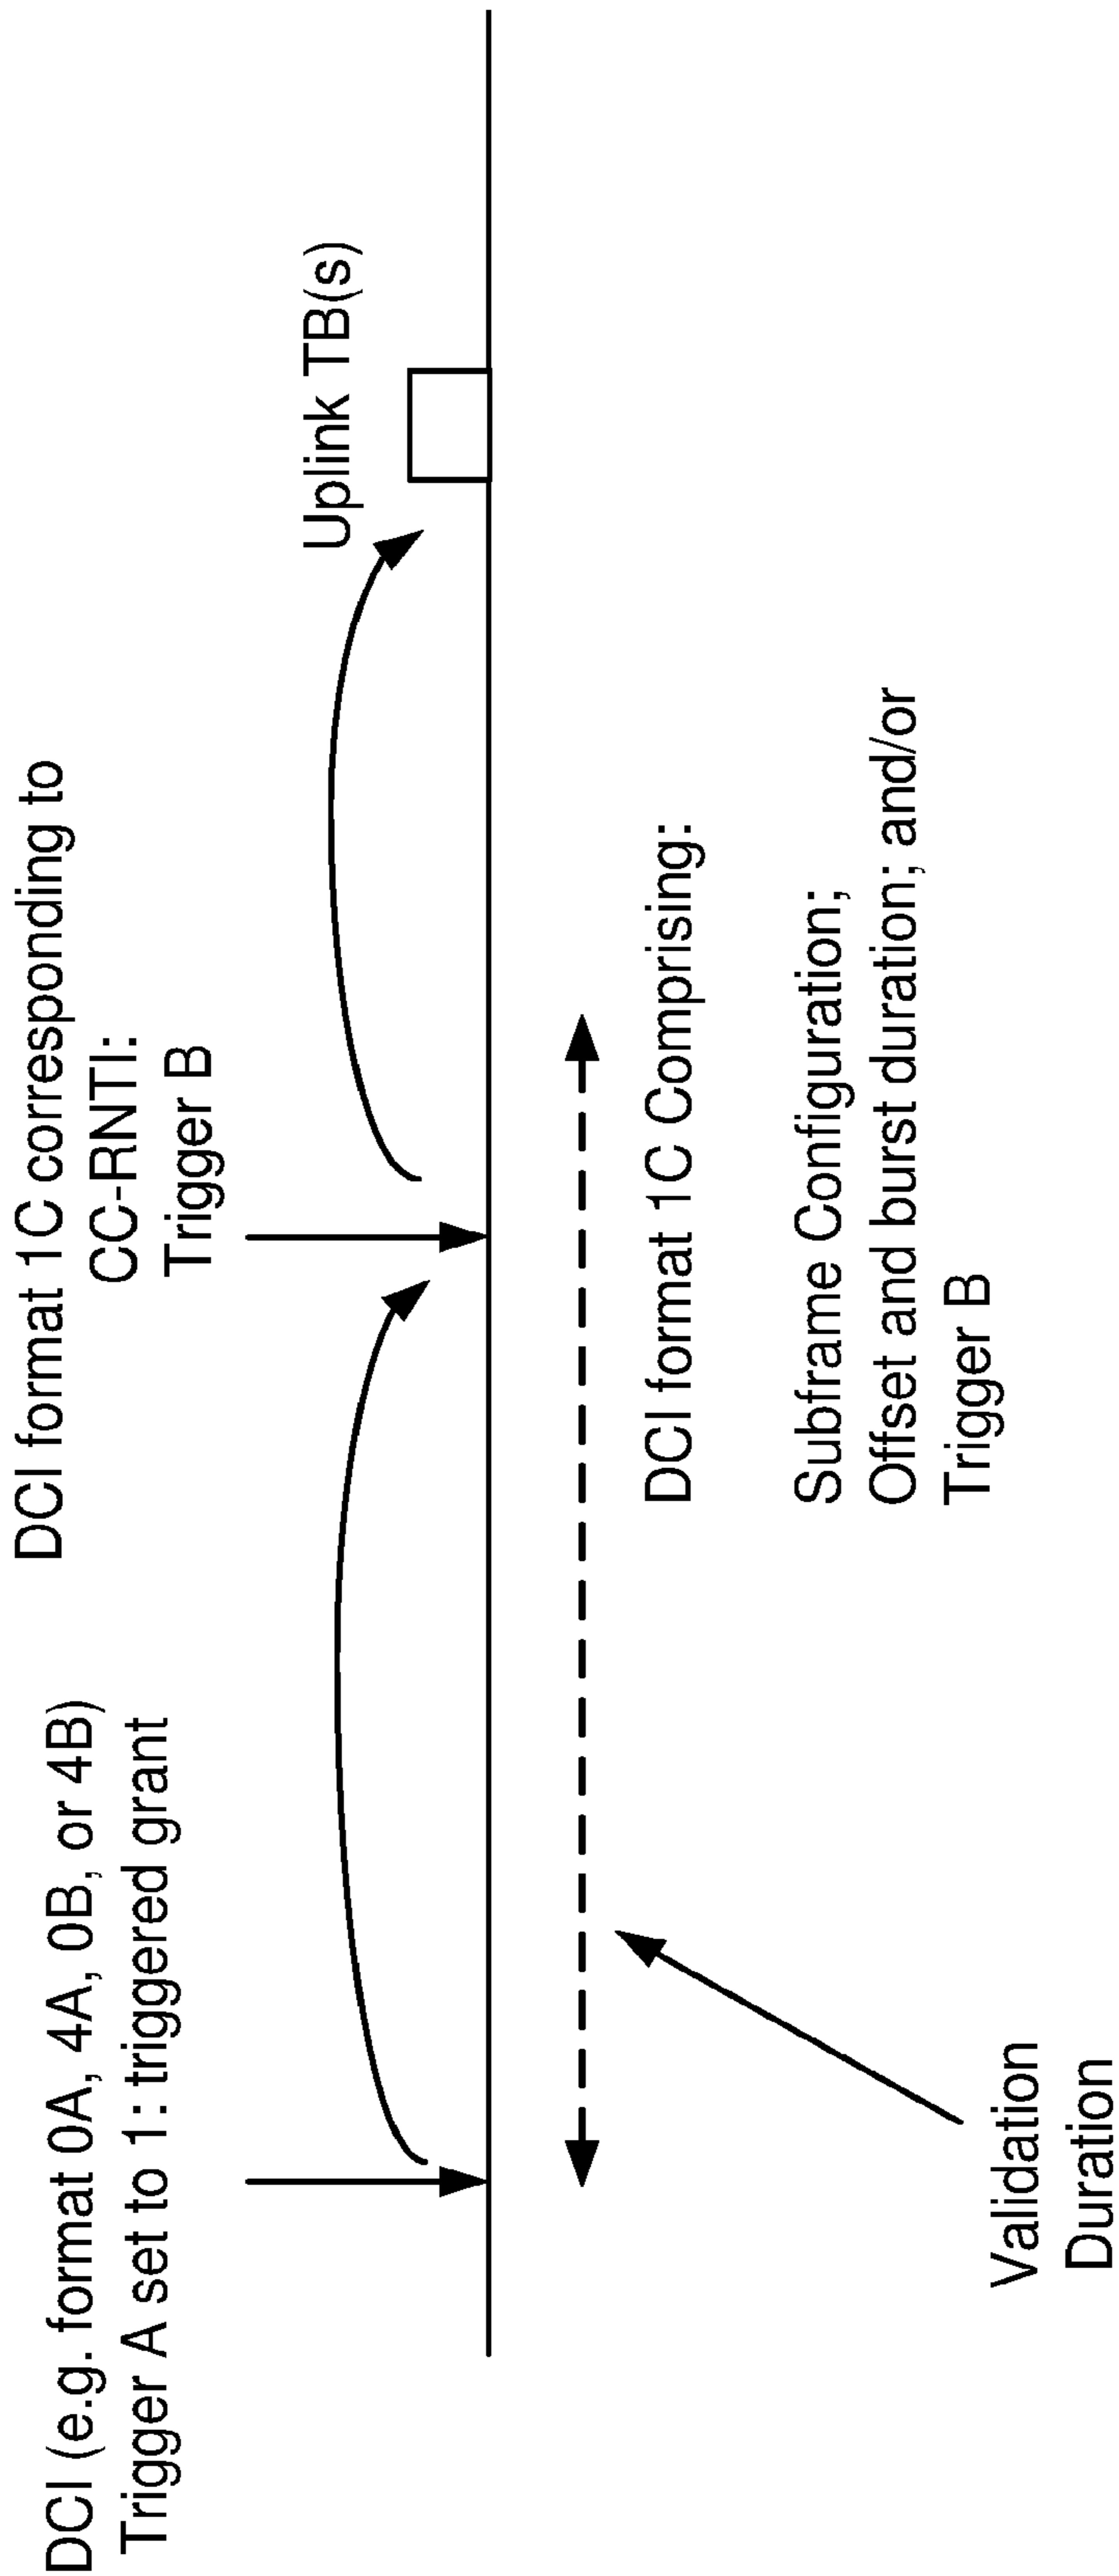 DCI (e.g. format 0A, 4A, 0B, or 4B)
Trigger A set to 1: triggered grant
DCI format 1C corresponding to
CC-RNTI:
Trigger B
Uplink TB(s)
Validation
Duration
DCI format 1C Comprising:
Subframe Configuration;
Offset and burst duration; and/or
Trigger B